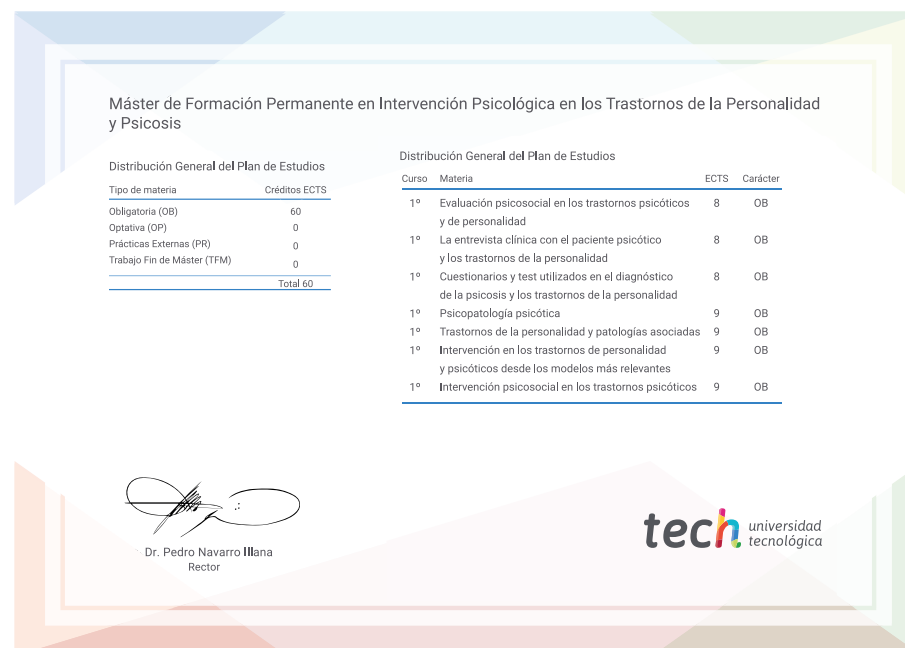 Máster de Formación Permanente en Intervención Psicológica en los Trastornos de la Personalidad
y Psicosis
Distribución General del Plan de Estudios
Tipo de materia Créditos ECTS
Obligatoria (OB) 60
Optativa (OP) 0
Prácticas Externas (PR) 0
Trabajo Fin de Máster (TFM) 0
Total 60
Distribución General del Plan de Estudios
Curso Materia ECTS Carácter
1º Evaluación psicosocial en los trastornos psicóticos 8 OB
y de personalidad
1º La entrevista clínica con el paciente psicótico 8 OB
y los trastornos de la personalidad
1º Cuestionarios y test utilizados en el diagnóstico 8 OB
de la psicosis y los trastornos de la personalidad
1º Psicopatología psicótica 9 OB
1º Trastornos de la personalidad y patologías asociadas 9 OB
1º Intervención en los trastornos de personalidad 9 OB
y psicóticos desde los modelos más relevantes
1º Intervención psicosocial en los trastornos psicóticos 9 OB
Dr. Pedro Navarro Illana
Rector
tech universidad
tecnológica